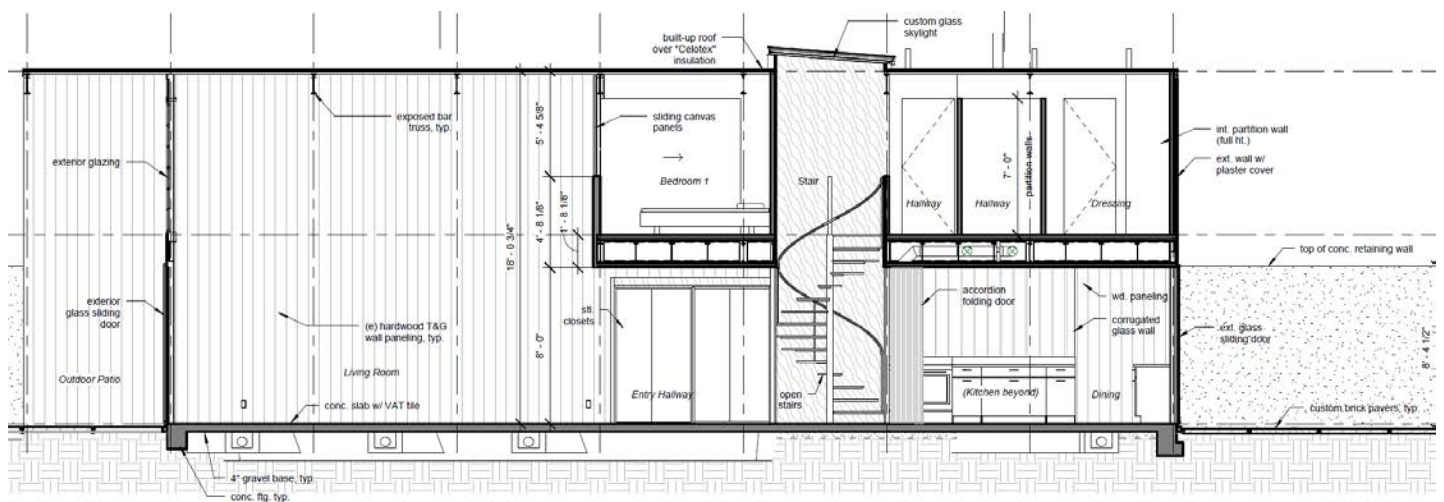 custom glass
skylight
built-up roof
over "Celotex"
insulation
exposed bar
truss, typ.
sliding canvas
panels
int. partition wall
(full ht.)
exterior glazing
ext. wall w/
plaster cover
5' - 4 5/8"
7' - 0"
partition walls
Bedroom 1
Stair
Hallway
Hallway
Dressing
4' - 8 1/8"
1' - 8 1/8"
18' - 0 3/4"
top of conc. retaining wall
exterior
glass sliding
door
accordion
folding door
wd. paneling
corrugated
glass wall
closets
(e) hardwood T&G
wall paneling, typ.
ext. glass
sliding door
8' - 0"
8' - 4 1/2"
Outdoor Patio
Living Room
Entry Hallway
open
stairs
(Kitchen beyond)
Dining
conc. slab w/ VAT tile
custom brick pavers, typ
4" gravel base, typ.
conc. ftg. typ.